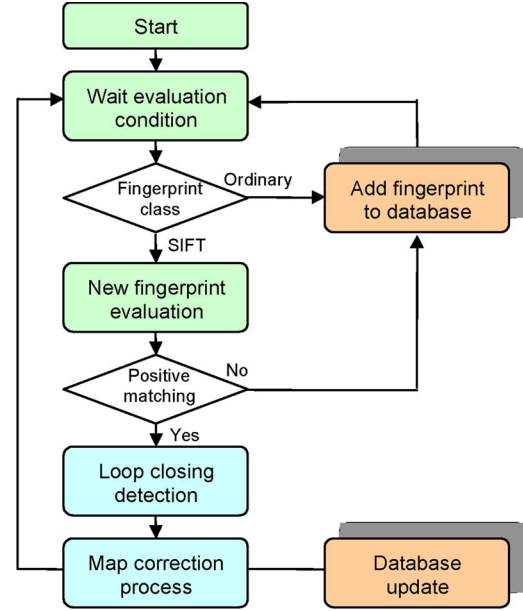 Start
Wait evaluation
condition
Fingerprint
class
Ordinary
Add fingerprint
to database
SIFT
New fingerprint
evaluation
Positive
matching
No
Yes
Loop closing
detection
Map correction
process
Database
update